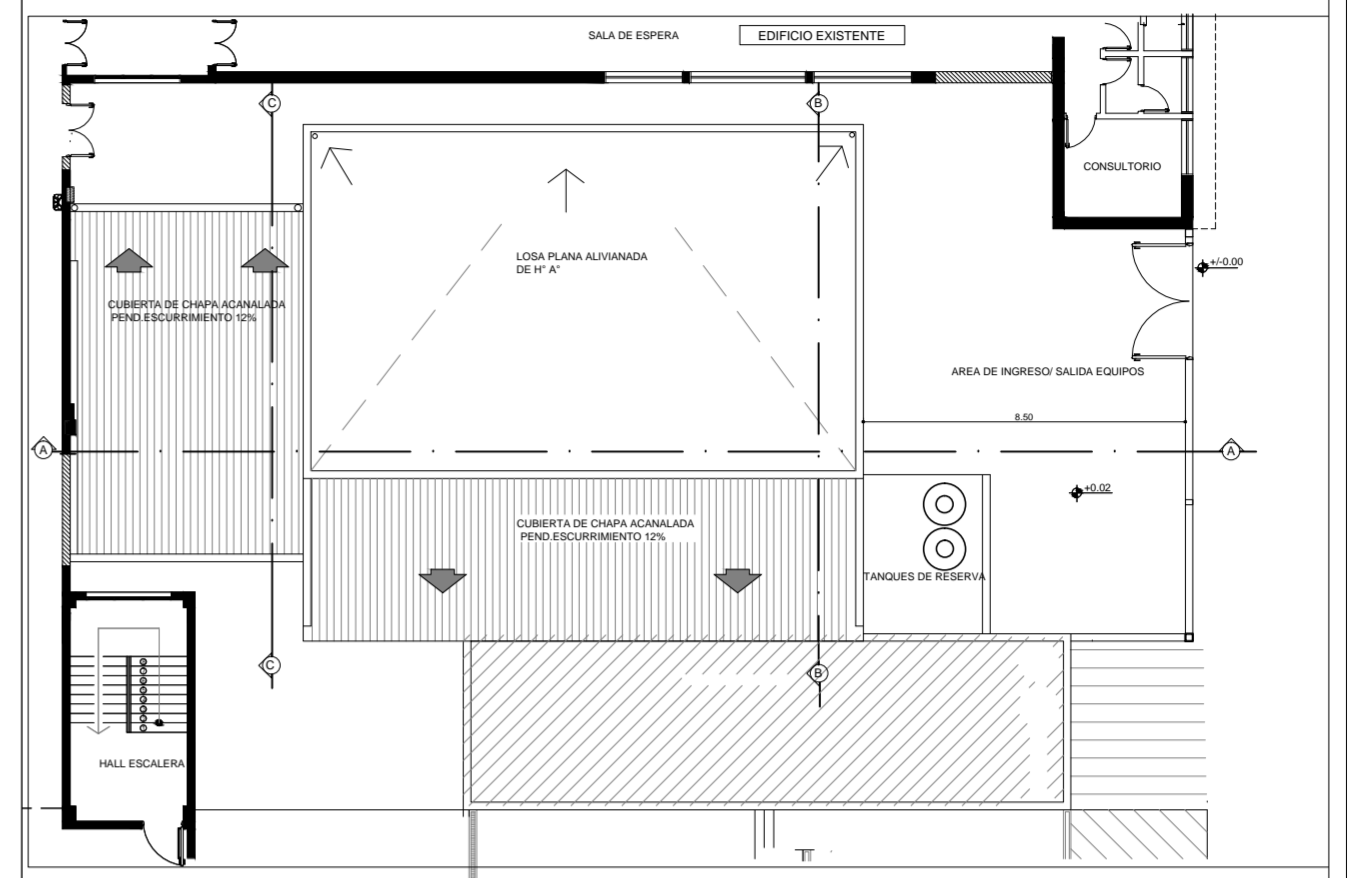 SALA DE ESPERA
EDIFICIO EXISTENTE
C
B
CONSULTORIO
LOSA PLANA ALIVIANADA
DE H° A°
+/-0.00
CUBIERTA DE CHAPA ACANALADA
PEND.ESCURRIMIENTO 12%
AREA DE INGRESO/ SALIDA EQUIPOS
8.50
A
A
+0.02
CUBIERTA DE CHAPA ACANALADA
PEND.ESCURRIMIENTO 12%
TANQUES DE RESERVA
C
B
HALL ESCALERA